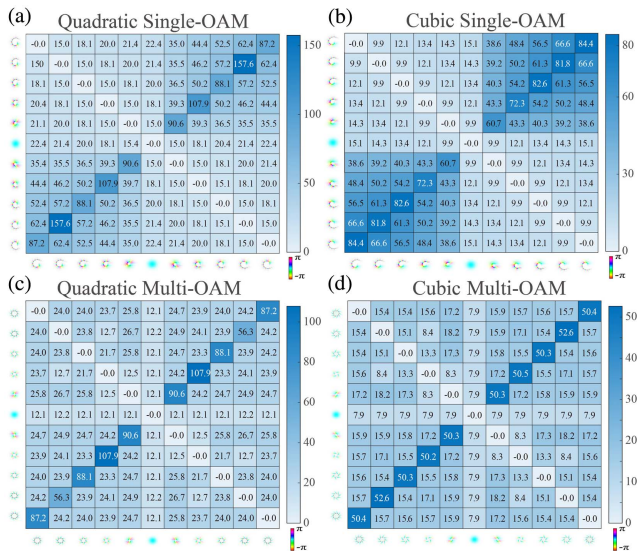 (a) Quadratic Single-OAM
-0.0 15.0 18.1 20.0 21.4 22.4 35.0 44.4 52.5 62.4 87.2
150 -0.0 15.0 18.1 20.0 21.4 35.5 46.2 57.2 157.6 62.4
18.1 15.0 -0.0 15.0 18.1 20.0 36.5 50.2 88.1 57.2 52.5
20.4 18.1 15.0 -0.0 15.0 18.0 39.3 107.9 50.2 46.2 44.4
21.1 20.0 18.1 15.0 -0.0 15.0 90.6 39.3 36.5 35.5 35.5
22.4 21.4 20.0 18.1 15.4 -0.0 15.0 18.1 20.0 21.4
35.4 35.5 36.5 39.3 90.6 15.0 -0.0 15.0 18.1 20.0 21.4
44.4 46.2 50.2 107.9 39.7 18.1 15.0 -0.0 15.0 18.1 20.0
52.4 57.2 88.1 50.2 36.5 20.0 18.1 15.0 -0.0 15.0 18.1
62.4 157.6 57.2 46.2 35.5 21.4 20.0 18.1 15.1 -0.0 15.0
87.2 62.4 52.5 44.4 35.0 22.4 21.4 20.0 18.1 15.0 -0.0
150
100
50
0
π
-π
(b) Cubic Single-OAM
-0.0 9.9 12.1 13.4 14.3 15.1 38.6 48.4 56.5 66.6 84.4
9.9 -0.0 9.9 12.1 13.4 14.3 39.2 50.2 61.3 81.8 66.6
12.1 9.9 -0.0 9.9 12.1 13.4 40.3 54.2 82.6 61.3 56.5
13.4 12.1 9.9 -0.0 9.9 12.1 43.3 72.3 54.2 50.2 48.4
14.3 13.4 12.1 9.9 -0.0 9.9 60.7 43.3 40.3 39.2 38.6
15.1 14.3 13.4 12.1 9.9 -0.0 9.9 12.1 13.4 14.3 15.1
38.6 39.2 40.3 43.3 60.7 9.9 -0.0 9.9 12.1 13.4 14.3
48.4 50.2 54.2 72.3 43.3 12.1 9.9 -0.0 9.9 12.1 13.4
56.5 61.3 82.6 54.2 40.3 13.4 12.1 9.9 -0.0 9.9 12.1
66.6 81.8 61.3 50.2 39.2 14.3 13.4 12.1 9.9 -0.0 9.9
84.4 66.6 56.5 48.4 38.6 15.1 14.3 13.4 12.1 9.9 -0.0
80
60
40
20
0
π
-π
(c) Quadratic Multi-OAM
-0.0 24.0 24.0 23.7 25.8 12.1 24.7 23.9 24.0 24.2 87.2
24.0 -0.0 23.8 12.7 26.7 12.2 24.9 24.1 23.9 56.3 24.2
24.0 23.8 -0.0 21.7 24.5 12.1 24.7 23.3 88.1 23.9 24.0
23.7 12.7 21.7 -0.0 24.5 12.1 24.2 107.9 23.3 24.1 23.9
25.8 26.7 24.5 12.5 -0.0 12.1 90.6 24.2 24.7 24.9 24.7
12.1 12.2 12.1 12.1 12.1 -0.0 12.1 12.1 12.1 12.2 12.1
24.7 24.9 24.7 24.2 90.6 12.1 -0.0 12.5 24.5 26.7 25.8
23.9 24.1 23.3 107.9 24.2 12.1 12.5 -0.0 21.7 12.7 23.7
24.0 23.9 88.1 23.3 24.7 12.1 24.5 21.7 -0.0 23.9 24.0
24.2 56.3 23.9 24.1 24.9 12.2 26.7 12.7 23.8 -0.0 24.0
87.2 24.2 24.0 23.9 24.7 12.1 25.8 23.7 24.0 24.0 -0.0
100
80
60
40
20
0
π
-π
(d) Cubic Multi-OAM
-0.0 15.4 15.4 15.6 17.2 7.9 15.9 15.6 15.6 15.7 50.4
15.4 -0.0 15.1 8.4 18.2 7.9 15.9 15.7 15.4 52.6 15.7
15.4 15.1 -0.0 13.3 17.3 7.9 15.8 15.4 50.3 15.4 15.6
15.6 8.4 13.3 -0.0 8.3 7.9 17.2 50.5 15.4 17.1 15.7
17.2 18.2 17.3 8.3 -0.0 7.9 50.3 17.2 15.8 15.9 15.9
7.9 7.9 7.9 7.9 7.9 -0.0 7.9 7.9 7.9 7.9 7.9
15.9 15.9 15.8 17.2 50.3 7.9 -0.0 8.3 17.3 18.2 17.2
15.7 17.1 15.4 50.2 17.2 7.9 8.3 -0.0 13.3 8.4 15.6
15.6 15.4 50.3 15.4 15.8 7.9 17.3 13.3 -0.0 15.1 15.4
15.7 52.6 15.4 17.1 15.9 7.9 18.2 8.4 15.1 -0.0 15.4
50.4 15.7 15.6 15.7 15.9 7.9 17.2 15.6 15.4 15.4 -0.0
50
40
30
20
10
0
π
-π